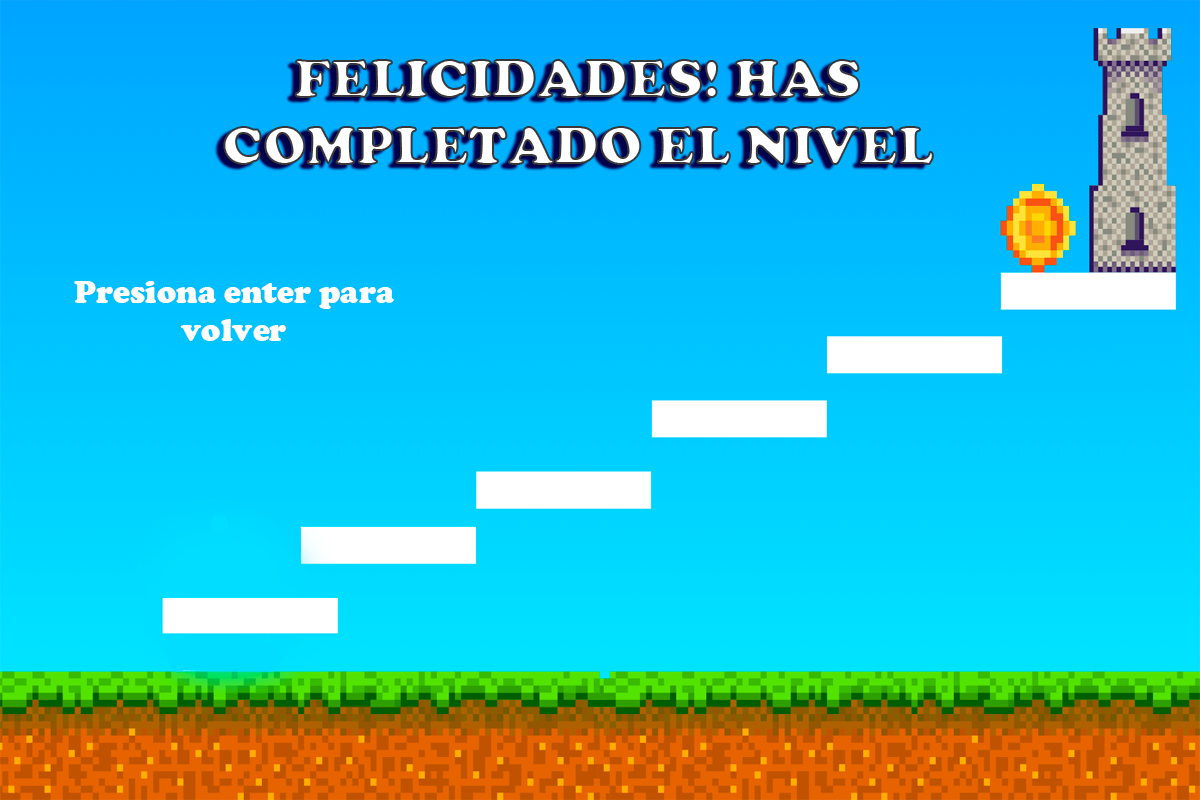 FELICIDADES! HAS
COMPLETADO EL NIVEL
Presiona enter para
volver